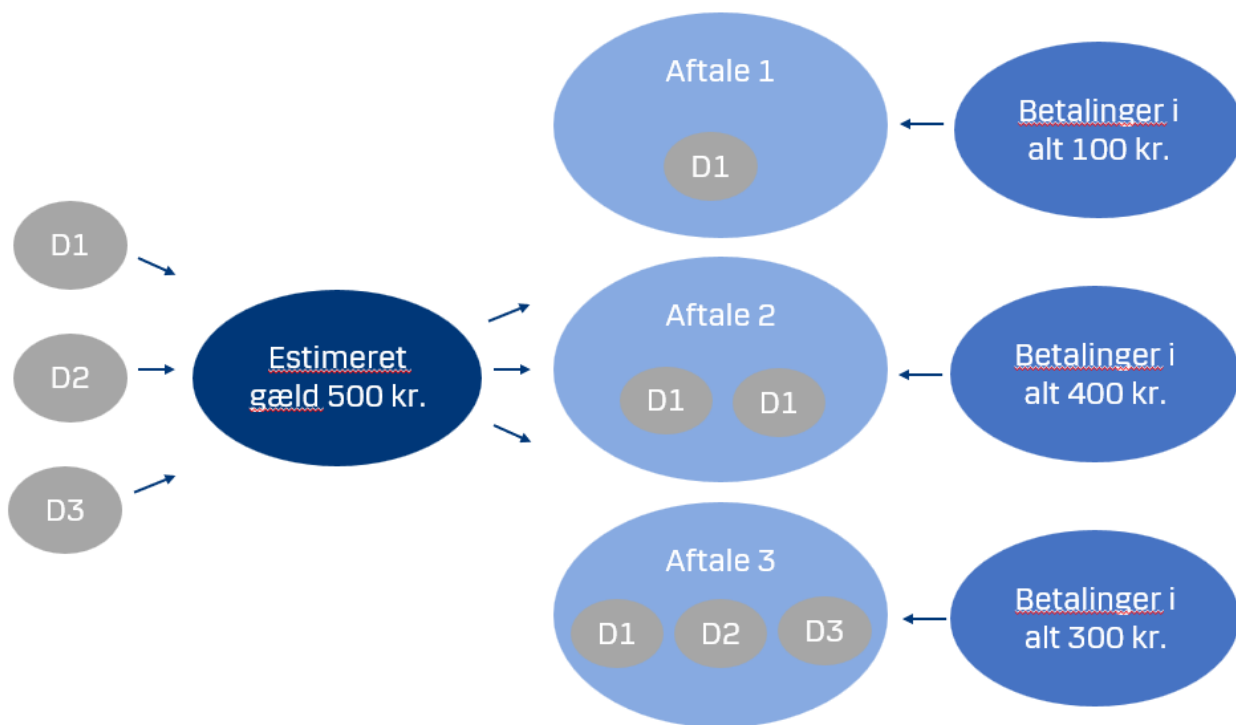 D1
D2
D3
Estimeret
gæld 500 kr.
Aftale 1
D1
Aftale 2
D1 D1
Aftale 3
D1 D2 D3
Betalinger i
alt 100 kr.
Betalinger i
alt 400 kr.
Betalinger i
alt 300 kr.